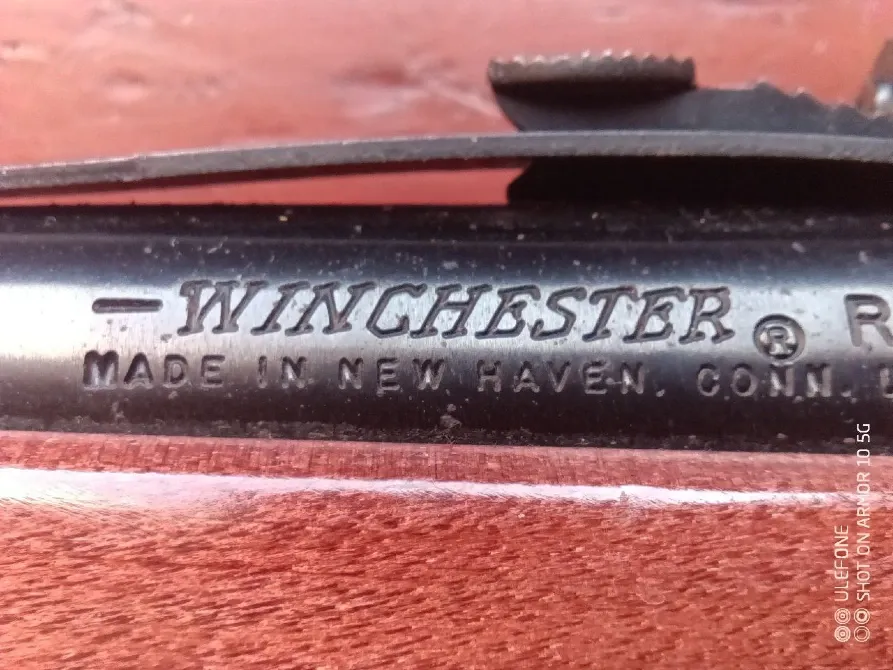 —WINCHESTER® R
MADE IN NEW HAVEN. CONN.
ULEFONE
SHOT ON ARMOR 10 5G